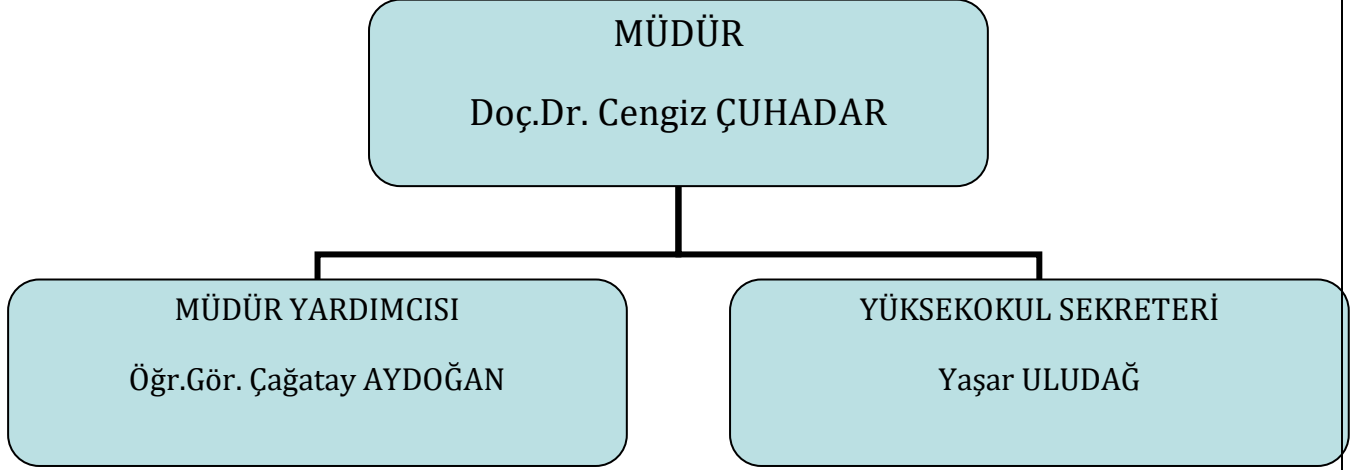 MÜDÜR
Doç.Dr. Cengiz ÇUHADAR
MÜDÜR YARDIMCISI
Öğr.Gör. Çağatay AYDOĞAN
YÜKSEKOKUL SEKRETERİ
Yaşar ULUDAĞ